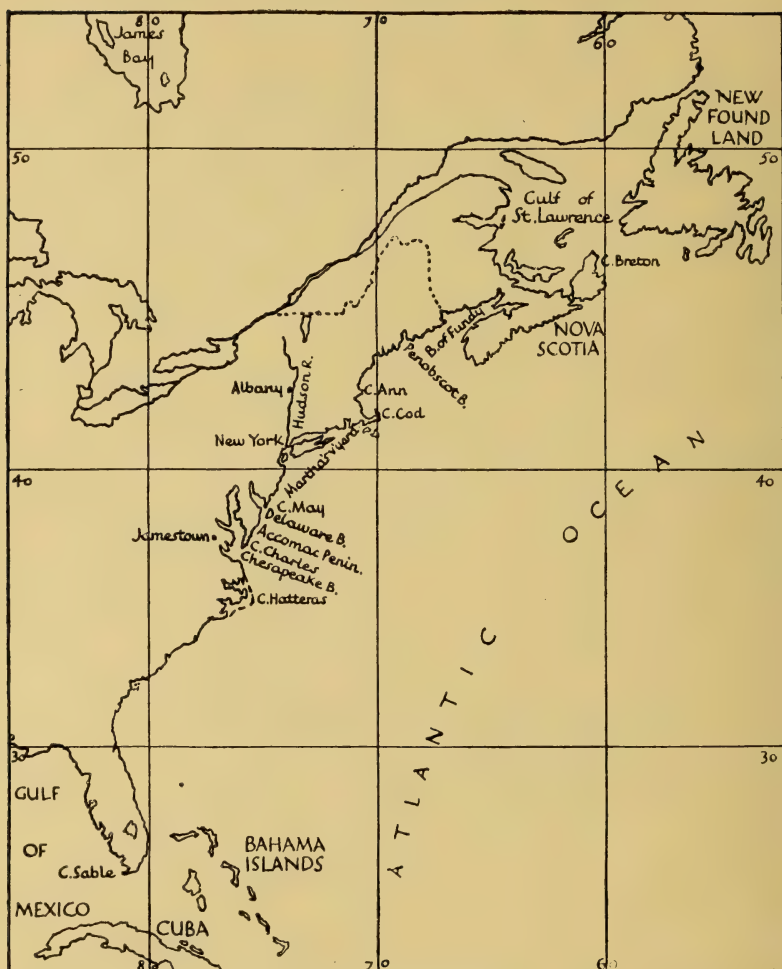 80
70
60
James
Bay
NEW
FOUND
LAND
50
50
Gulf of
St. Lawrence
C. Breton
B. of Fundy
NOVA
SCOTIA
Penobscot B.
Albany
Hudson R.
C. Ann
C. Cod
New York
Martha's Vyard
40
40
C. May
Delaware B.
Jamestown
Accomac Penin.
C. Charles
Chesapeake B.
C. Hatteras
ATLANTIC OCEAN
30
30
GULF
OF
MEXICO
BAHAMA
ISLANDS
C. Sable
CUBA
80
70
60